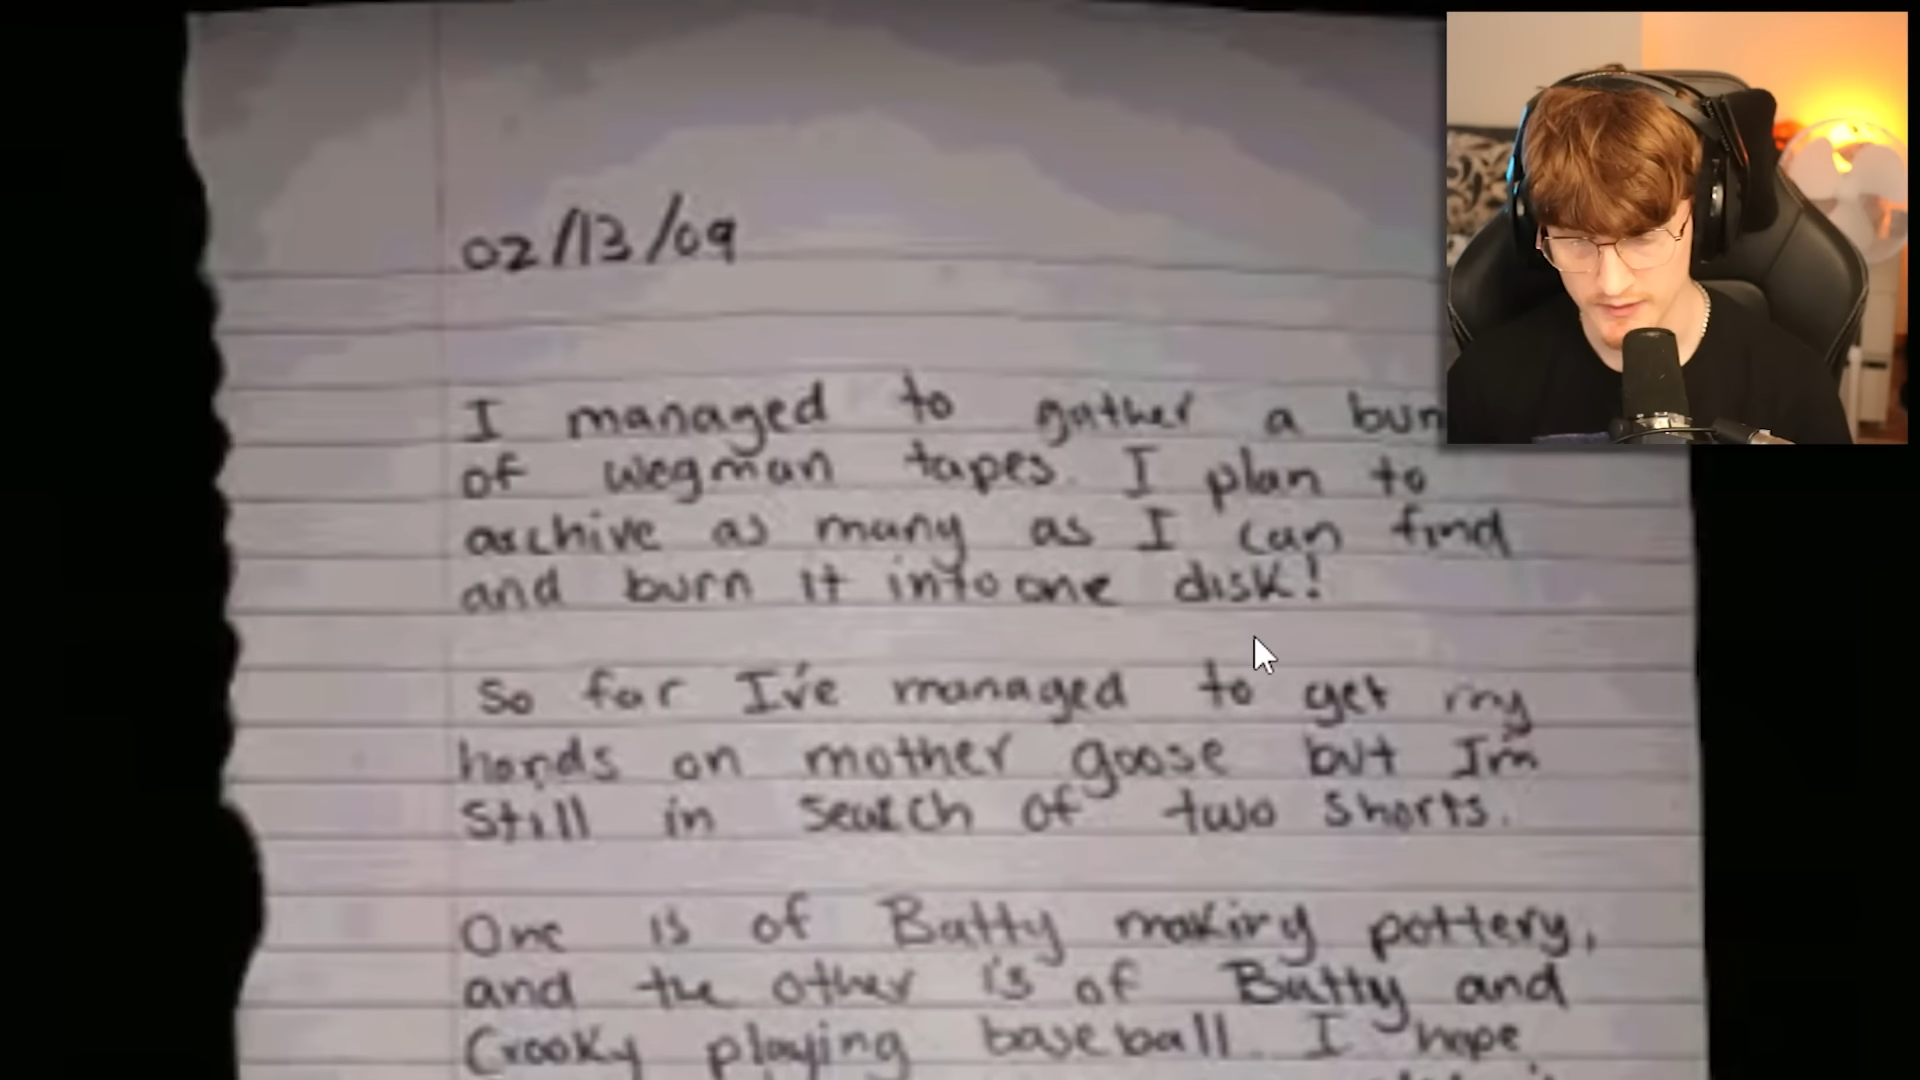 02/13/09
I managed to gather a bun
of wegman tapes. I plan to
archive as many as I can find
and burn it into one disk!
So far I've managed to get my
hands on mother goose but I'm
Still in search of two shorts.
One is of Batty making pottery,
and the other is of Batty and
Crooky playing baseball. I hope